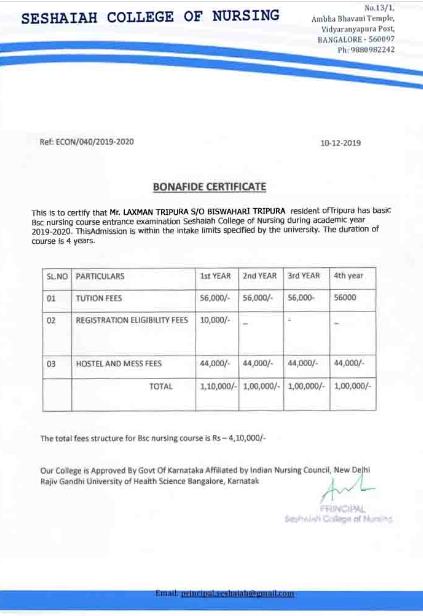 SESHAIAH COLLEGE OF NURSING
No.13/1,
Ambha Bhavani Temple,
Vidyaranyapura Post,
BANGALORE - 560097
Ph: 9880982242
Ref: ECON/040/2019-2020
10-12-2019
BONAFIDE CERTIFICATE
This is to certify that Mr. LAXMAN TRIPURA S/O BISWAHARI TRIPURA resident ofTripura has basic
Bsc nursing course entrance examination Seshaiah College of Nursing during academic year
2019-2020. ThisAdmission is within the intake limits specified by the university. The duration of
course is 4 years.
SL.NO PARTICULARS 1st YEAR 2nd YEAR 3rd YEAR 4th year
01 TUTION FEES 56,000/- 56,000/- 56,000- 56000
02 REGISTRATION ELIGIBILITY FEES 10,000/- _ - _
03 HOSTEL AND MESS FEES 44,000/- 44,000/- 44,000/- 44,000/-
TOTAL 1,10,000/- 1,00,000/- 1,00,000/- 1,00,000/-
The total fees structure for Bsc nursing course is Rs – 4,10,000/-
Our College is Approved By Govt Of Karnataka Affiliated by Indian Nursing Council, New Delhi
Rajiv Gandhi University of Health Science Bangalore, Karnatak
PRINCIPAL
Seshaiah College of Nursing
Email: principal.seshaiah@gmail.com